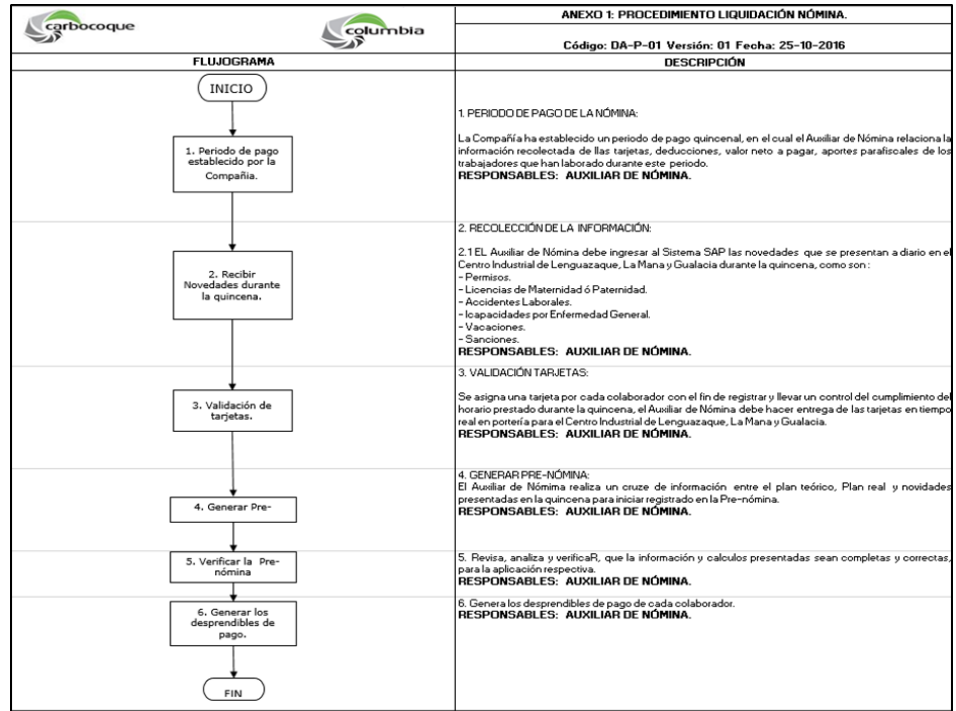 carbocoque
columbia
ANEXO 1: PROCEDIMIENTO LIQUIDACIÓN NÓMINA.
Código: DA-P-01 Versión: 01 Fecha: 25-10-2016
FLUJOGRAMA
DESCRIPCIÓN
INICIO
1. Periodo de pago
establecido por la
Compañia.
1. PERIODO DE PAGO DE LA NÓMINA:
La Compañía ha establecido un periodo de pago quincenal, en el cual el Auxiliar de Nómina relaciona la
información recolectada de llas tarjetas, deducciones, valor neto a pagar, aportes parafiscales de los
trabajadores que han laborado durante este periodo.
RESPONSABLES: AUXILIAR DE NÓMINA.
2. Recibir
Novedades durante
la quincena.
2. RECOLECCIÓN DE LA INFORMACIÓN:
2.1 EL Auxiliar de Nómina debe ingresar al Sistema SAP las novedades que se presentan a diario en el
Centro Industrial de Lenguazaque, La Mana y Gualacia durante la quincena, como son :
- Permisos.
- Licencias de Maternidad ó Paternidad.
- Accidentes Laborales.
- Icapacidades por Enfermedad General.
- Vacaciones.
- Sanciones.
RESPONSABLES: AUXILIAR DE NÓMINA.
3. Validación de
tarjetas.
3. VALIDACIÓN TARJETAS:
Se asigna una tarjeta por cada colaborador con el fin de registrar y llevar un control del cumplimiento del
horario prestado durante la quincena, el Auxiliar de Nómina debe hacer entrega de las tarjetas en tiempo
real en portería para el Centro Industrial de Lenguazaque, La Mana y Gualacia.
RESPONSABLES: AUXILIAR DE NÓMINA.
4. Generar Pre-
4. GENERAR PRE-NÓMINA:
El Auxiliar de Nómima realiza un cruze de información entre el plan teórico, Plan real y novidades
presentadas en la quincena para iniciar registrado en la Pre-nómina.
RESPONSABLES: AUXILIAR DE NÓMINA.
5. Verificar la Pre-
nómina
5. Revisa, analiza y verificaR, que la información y calculos presentadas sean completas y correctas,
para la aplicación respectiva.
RESPONSABLES: AUXILIAR DE NÓMINA.
6. Generar los
desprendibles de
pago.
6. Genera los desprendibles de pago de cada colaborador.
RESPONSABLES: AUXILIAR DE NÓMINA.
FIN